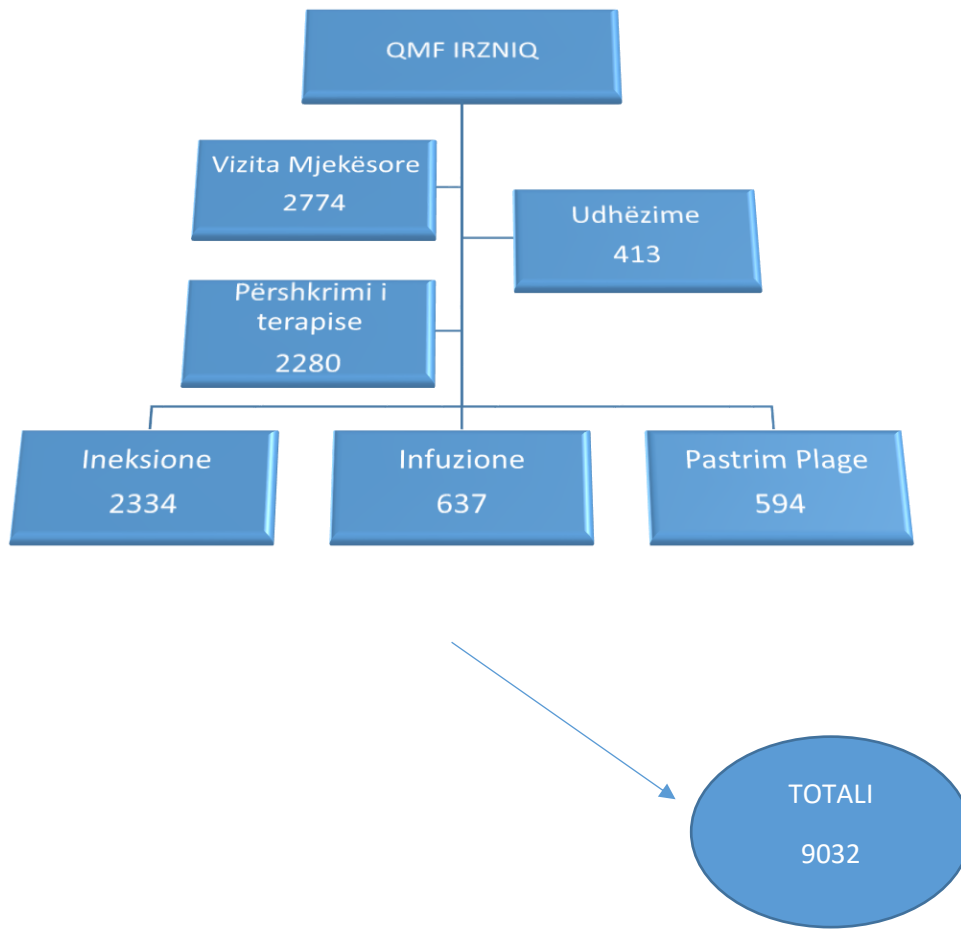 QMF IRZNIQ
Vizita Mjekësore
2774
Udhëzime
413
Përshkrimi i
terapise
2280
Ineksione
2334
Infuzione
637
Pastrim Plage
594
TOTALI
9032